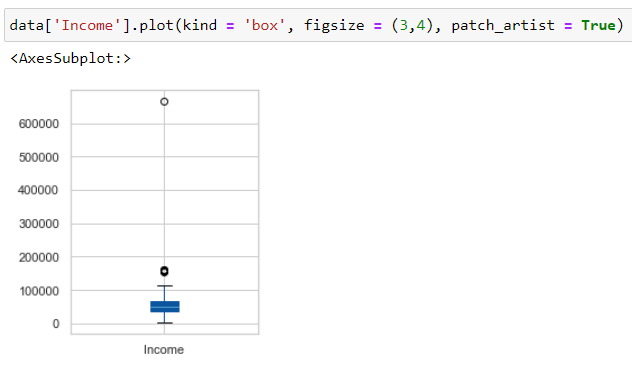 data['Income'].plot(kind = 'box', figsize = (3,4), patch_artist = True)
<AxesSubplot:>
600000
500000
400000
300000
200000
100000
0
Income